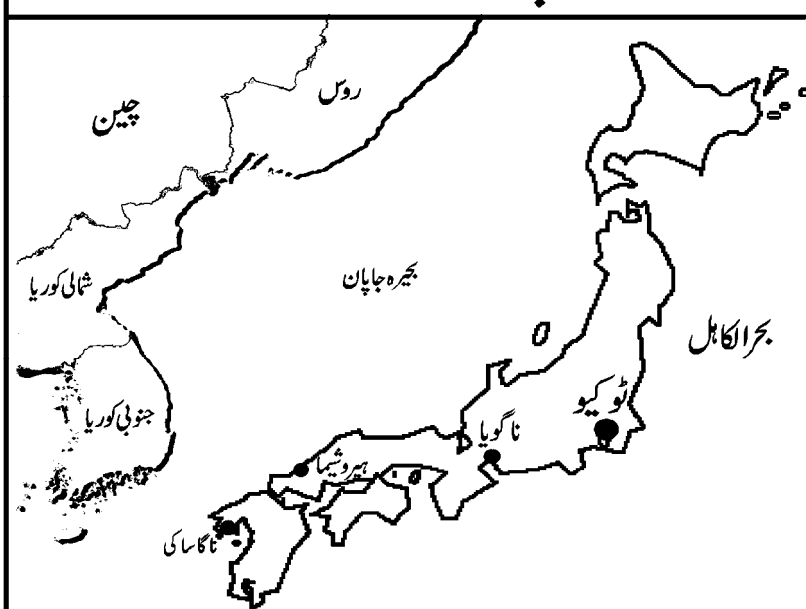 روس
چین
شمالی کوریا
بحیرہ جاپان
بحرالکاہل
جنوبی کوریا
ٹوکیو
ناگویا
ہیروشیما
ناگاساکی